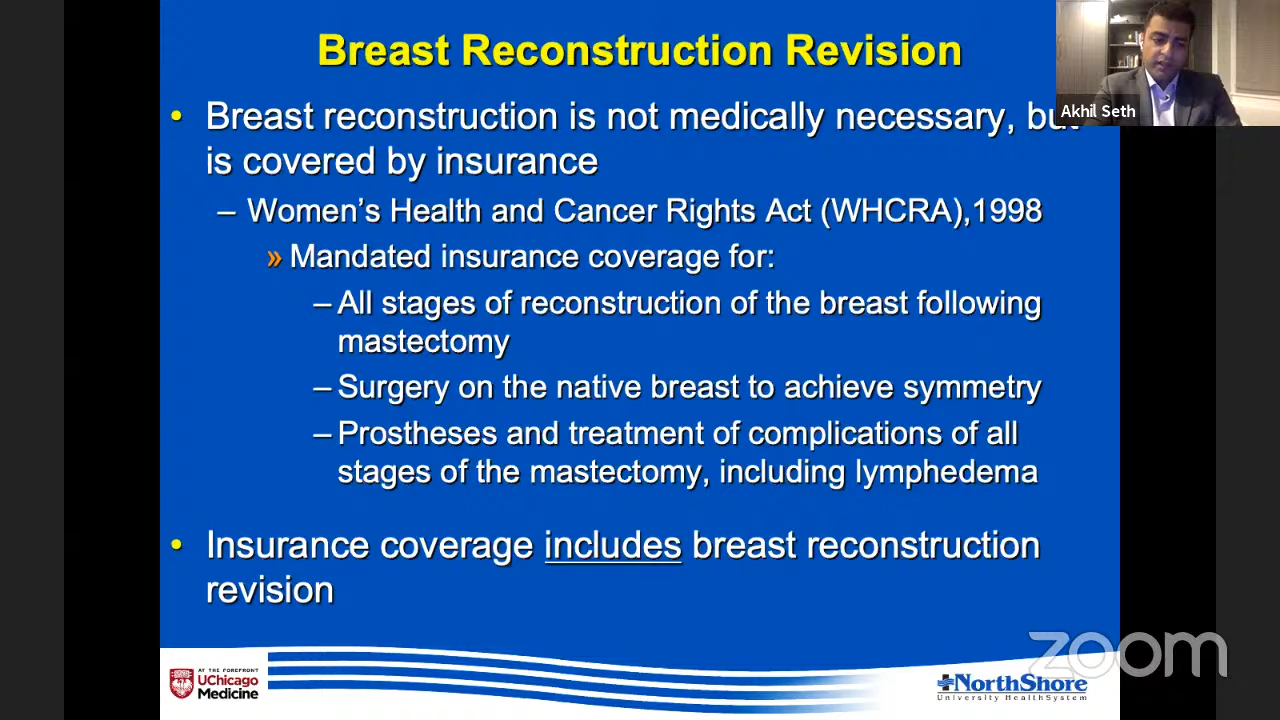 Breast Reconstruction Revision
Akhil Seth
• Breast reconstruction is not medically necessary, but
is covered by insurance
– Women's Health and Cancer Rights Act (WHCRA),1998
» Mandated insurance coverage for:
– All stages of reconstruction of the breast following
mastectomy
– Surgery on the native breast to achieve symmetry
– Prostheses and treatment of complications of all
stages of the mastectomy, including lymphedema
• Insurance coverage includes breast reconstruction
revision
zoom
AT THE FOREFRONT
UChicago
Medicine
NorthShore
University HealthSystem